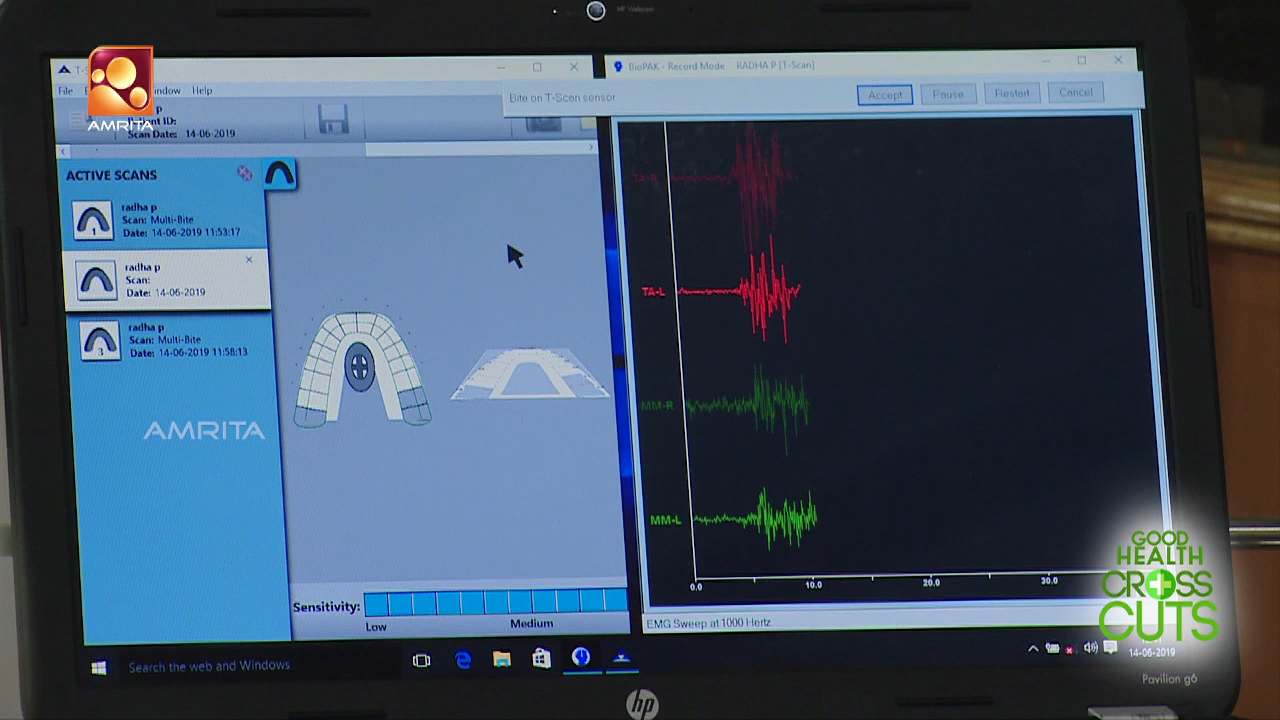 HP Webcam
AMRITA
File
Window Help
Patient ID:
Scan Date: 14-06-2019
ACTIVE SCANS
radha p
Scan: Multi-Bite
Date: 14-06-2019 11:53:17
radha p
Scan:
Date: 14-06-2019
radha p
Scan: Multi-Bite
Date: 14-06-2019 11:58:13
1
3
AMRITA
Sensitivity:
Low
Medium
BioPAK - Record Mode RADHA P [T-Scan]
Bite on T-Scan sensor
Accept
Pause
Restart
Cancel
TA-R
TA-L
MM-R
MM-L
0.0 10.0 20.0 30.0
EMG Sweep at 1000 Hertz
GOOD
HEALTH
CROSS
CUTS
Search the web and Windows
14-06-2019
Pavilion g6
hp